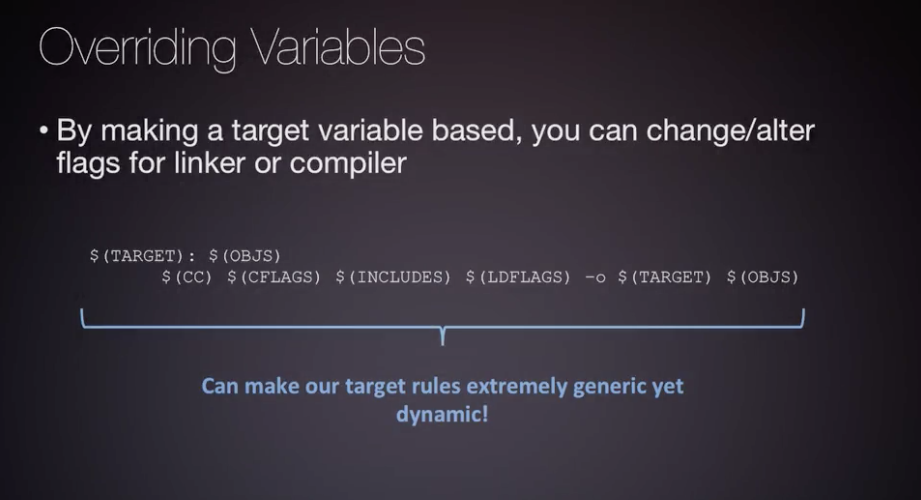 Overriding Variables
• By making a target variable based, you can change/alter
flags for linker or compiler
$(TARGET): $(OBJS)
$(CC) $(CFLAGS) $(INCLUDES) $(LDFLAGS) -o $(TARGET) $(OBJS)
Can make our target rules extremely generic yet
dynamic!